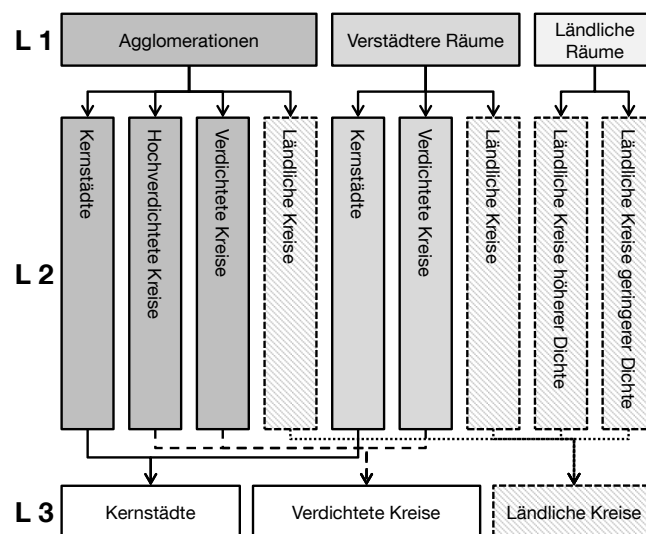 L 1
Agglomerationen
Verstädtere Räume
Ländliche
Räume
L 2
Kernstädte
Hochverdichtete Kreise
Verdichtete Kreise
Ländliche Kreise
Kernstädte
Verdichtete Kreise
Ländliche Kreise
Ländliche Kreise höherer Dichte
Ländliche Kreise geringerer Dichte
L 3
Kernstädte
Verdichtete Kreise
Ländliche Kreise